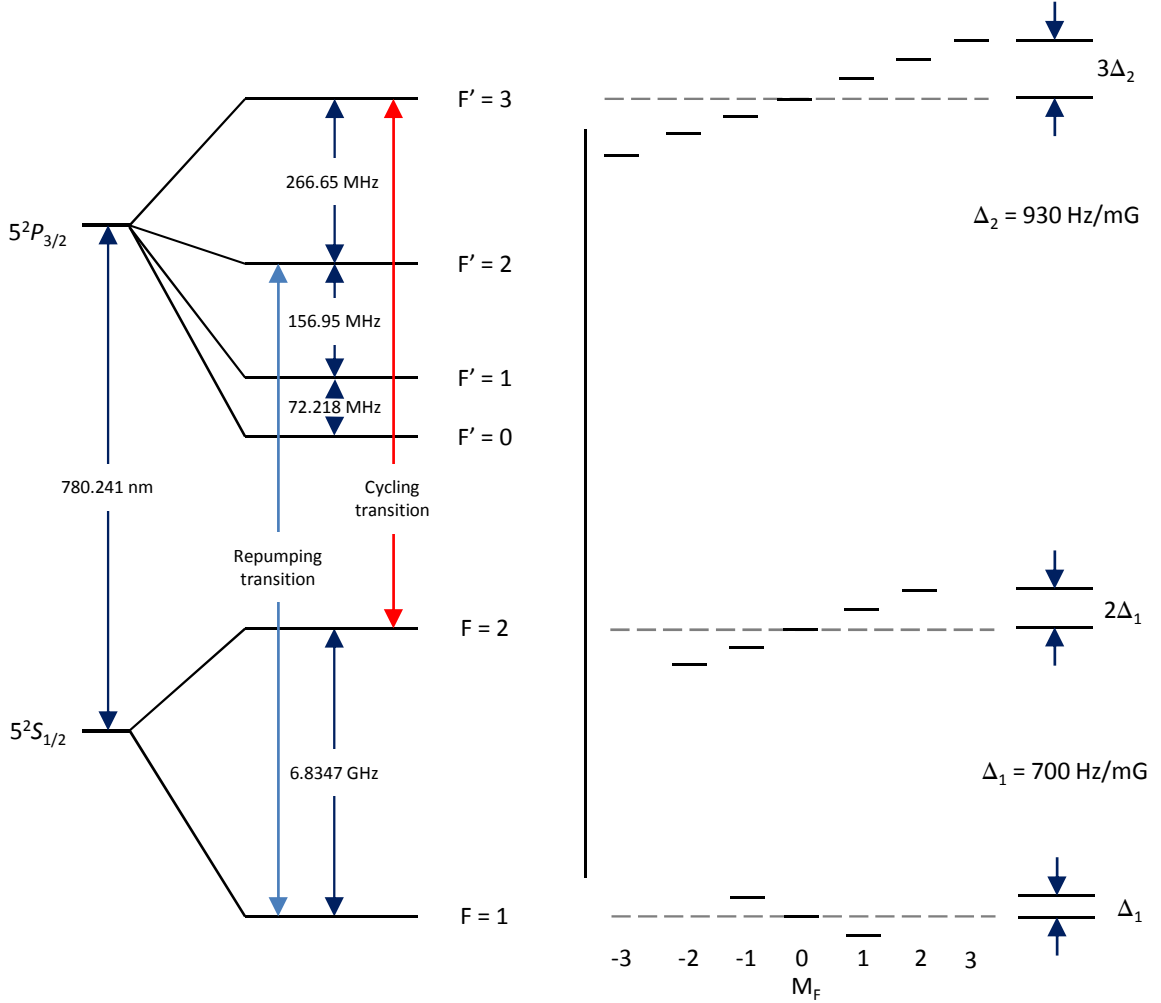 F' = 3
266.65 MHz
5²P₃/₂
F' = 2
156.95 MHz
F' = 1
72.218 MHz
F' = 0
780.241 nm
Cycling
transition
Repumping
transition
F = 2
5²S₁/₂
6.8347 GHz
F = 1
3Δ₂
Δ₂ = 930 Hz/mG
2Δ₁
Δ₁ = 700 Hz/mG
Δ₁
-3 -2 -1 0 1 2 3
M_F